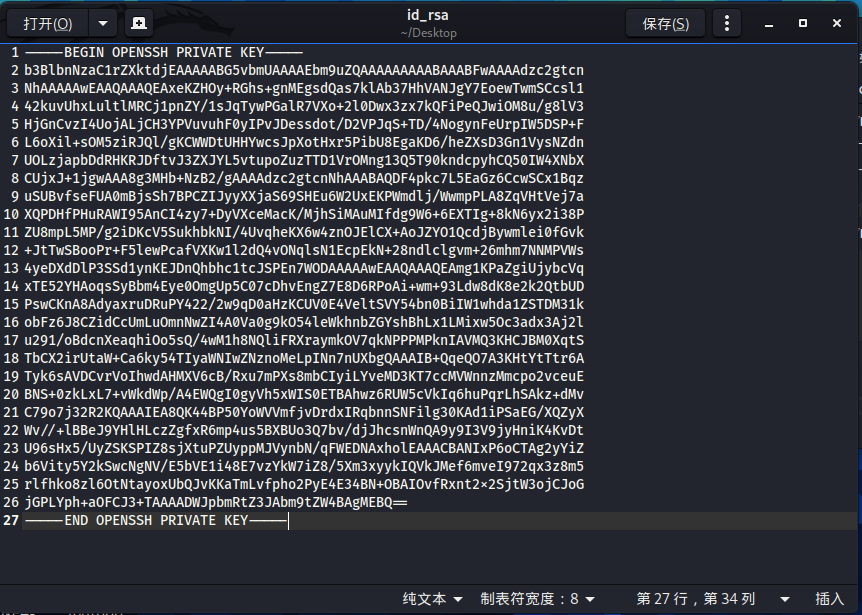 打开(O)
id_rsa
~/Desktop
保存(S)
1 -----BEGIN OPENSSH PRIVATE KEY-----
2 b3BlbnNzaC1rZXktdjEAAAAABG5vbmUAAAAEbm9uZQAAAAAAAAABAAABFwAAAAdzc2gtcn
3 NhAAAAAwEAAQAAAQEAxeKZHOy+RGhs+gnMEgsdQas7klAb37HhVANJgY7EoewTwmSCcsl1
4 42kuvUhxLultlMRCj1pnZY/1sJqTywPGalR7VXo+2l0Dwx3zx7kQFiPeQJwiOM8u/g8lV3
5 HjGnCvzI4UojALjCH3YPVuvuhF0yIPvJDessdot/D2VPJqS+TD/4NogynFeUrpIW5DSP+F
6 L6oXil+sOM5ziRJQl/gKCWWDtUHHYwcsJpXotHxr5PibU8EgaKD6/heZXsD3Gn1VysNZdn
7 UOLzjapbDdRHKRJDftvJ3ZXJYL5vtupoZuzTTD1VrOMng13Q5T90kndcpyhCQ50IW4XNbX
8 CUjxJ+1jgwAAA8g3MHb+NzB2/gAAAAdzc2gtcnNhAAABAQDF4pkc7L5EaGz6CcwSCx1Bqz
9 uSUBvfseFUA0mBjsSh7BPCZIJyyXXjaS69SHEu6W2UxEKPWmdlj/WwmpPLA8ZqVHtVej7a
10 XQPDHfPHuRAWI95AnCI4zy7+DyVXceMacK/MjhSiMAuMIfdg9W6+6EXTIg+8kN6yx2i38P
11 ZU8mpL5MP/g2iDKcV5SukhbkNI/4UvqheKX6w4znOJElCX+AoJZYO1QcdjBywmlei0fGvk
12 +JtTwSBooPr+F5lewPcafVXKw1l2dQ4vONqlsN1EcpEkN+28ndlclgvm+26mhm7NNMPVWs
13 4yeDXdDlP3SSd1ynKEJDnQhbhc1tcJSPEn7WODAAAAAwEAAQAAAQEAmg1KPaZgiUjybcVq
14 xTE52YHAoqsSyBbm4Eye0OmgUp5C07cDhvEngZ7E8D6RPoAi+wm+93Ldw8dK8e2k2QtbUD
15 PswCKnA8AdyaxruDRuPY422/2w9qD0aHzKCUV0E4VeltSVY54bn0BiIW1whda1ZSTDM31k
16 obFz6J8CZidCcUmLuOmnNwZI4A0Va0g9kO54leWkhnbZGYshBhLx1LMixw5Oc3adx3Aj2l
17 u291/oBdcnXeaqhiOo5sQ/4wM1h8NQliFRXraymkOV7qkNPPPMPknIAVMQ3KHCJBM0XqtS
18 TbCX2irUtaW+Ca6ky54TIyaWNIwZNznoMeLpINn7nUXbgQAAAIB+QqeQO7A3KHtYtTtr6A
19 Tyk6sAVDCvrVoIhwdAHMXV6cB/Rxu7mPXs8mbCIyiLYveMD3KT7ccMVWnnzMmcpo2vceuE
20 BNS+0zkLxL7+vWkdWp/A4EWQgI0gyVh5xWIS0ETBAhwz6RUW5cVkIq6huPqrLhSAkz+dMv
21 C79o7j32R2KQAAAIEA8QK44BP50YoWVVmfjvDrdxIRqbnnSNFilg30KAd1iPSaEG/XQZyX
22 Wv//+lBBeJ9YHlHLczZgfxR6mp4us5BXBUo3Q7bv/djJhcsnWnQA9y9I3V9jyHniK4KvDt
23 U96sHx5/UyZSKSPIZ8sjXtuPZUyppMJVynbN/qFWEDNAxholEAAACBANIxP6oCTAg2yYiZ
24 b6Vity5Y2kSwcNgNV/E5bVE1i48E7vzYkW7iZ8/5Xm3xyykIQVkJMef6mveI972qx3z8m5
25 rlfhko8zl6OtNtayoxUbQJvKKaTmLvfpho2PyE4E34BN+OBAIOvfRxnt2x2SjtW3ojCJoG
26 jGPLYph+aOFCJ3+TAAAADWJpbmRtZ3JAbm9tZW4BAgMEBQ==
27 -----END OPENSSH PRIVATE KEY-----
纯文本 制表符宽度：8 第 27 行，第 34 列 插入